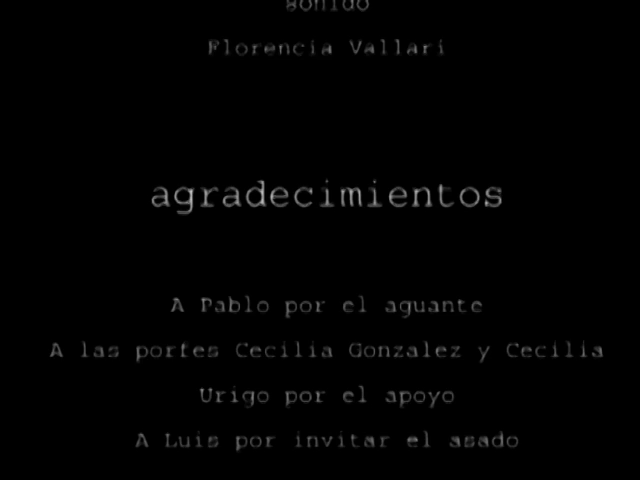 sonido
Florencia Vallari
agradecimientos
A Pablo por el aguante
A las porfes Cecilia Gonzalez y Cecilia
Urigo por el apoyo
A Luis por invitar el asado